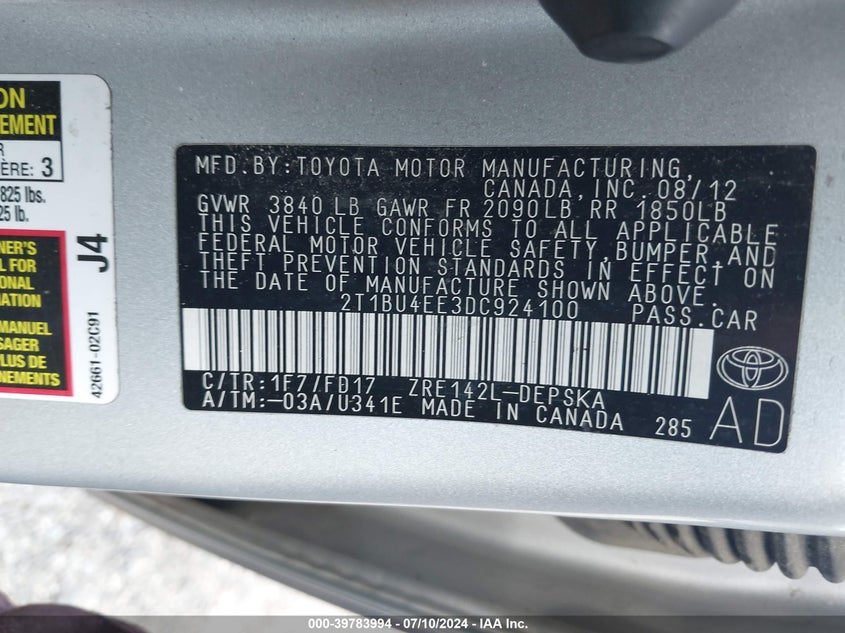 ON
EMENT
R
ÈRE: 3
825 lbs.
25 lb.
NER'S
L FOR
ONAL
MATION
MANUEL
SAGER
PLUS DE
NEMENTS
J4
42661-02C91
MFD.BY:TOYOTA MOTOR MANUFACTURING,
CANADA, INC. 08/12
GVWR 3840 LB GAWR FR 2090LB RR 1850LB
THIS VEHICLE CONFORMS TO ALL APPLICABLE
FEDERAL MOTOR VEHICLE SAFETY, BUMPER, AND
THEFT PREVENTION STANDARDS IN EFFECT ON
THE DATE OF MANUFACTURE SHOWN ABOVE.
2T1BU4EE3DC924100 PASS.CAR
C/TR:1F7/FD17 ZRE142L-DEPSKA
A/TM:-03A/U341E MADE IN CANADA 285 AD
000-39783994 — 07/10/2024 — IAA Inc.